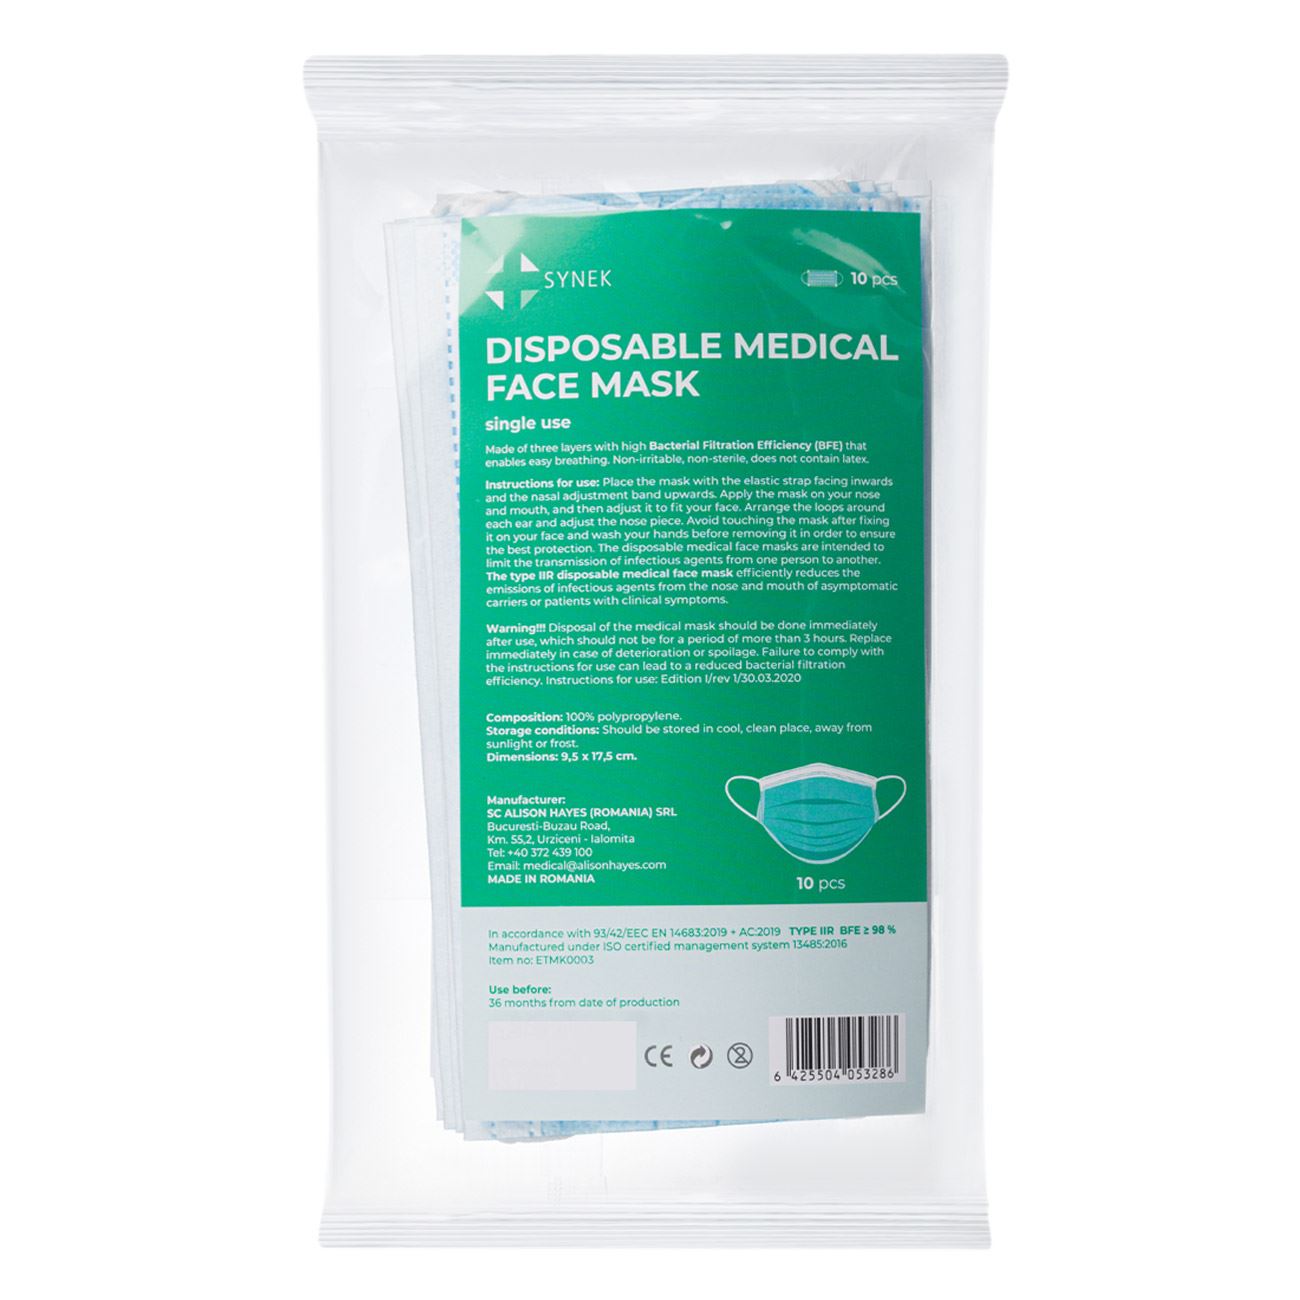 SYNEK
10 pcs
DISPOSABLE MEDICAL
FACE MASK
single use
Made of three layers with high Bacterial Filtration Efficiency (BFE) that
enables easy breathing. Non-irritable, non-sterile, does not contain latex.
Instructions for use: Place the mask with the elastic strap facing inwards
and the nasal adjustment band upwards. Apply the mask on your nose
and mouth, and then adjust it to fit your face. Arrange the loops around
each ear and adjust the nose piece. Avoid touching the mask after fixing
it on your face and wash your hands before removing it in order to ensure
the best protection. The disposable medical face masks are intended to
limit the transmission of infectious agents from one person to another.
The type IIR disposable medical face mask efficiently reduces the
emissions of infectious agents from the nose and mouth of asymptomatic
carriers or patients with clinical symptoms.
Warning!!! Disposal of the medical mask should be done immediately
after use, which should not be for a period of more than 3 hours. Replace
immediately in case of deterioration or spoilage. Failure to comply with
the instructions for use can lead to a reduced bacterial filtration
efficiency. Instructions for use: Edition I/rev 1/30.03.2020
Composition: 100% polypropylene.
Storage conditions: Should be stored in cool, clean place, away from
sunlight or frost.
Dimensions: 9,5 x 17,5 cm.
Manufacturer:
SC ALISON HAYES (ROMANIA) SRL
Bucuresti-Buzau Road,
Km. 55,2, Urziceni - Ialomita
Tel: +40 372 439 100
Email: medical@alisonhayes.com
MADE IN ROMANIA
10 pcs
In accordance with 93/42/EEC EN 14683:2019 + AC:2019 TYPE IIR BFE ≥ 98 %
Manufactured under ISO certified management system 13485:2016
Item no: ETMK0003
Use before:
36 months from date of production
CE
2
6 425504 053286